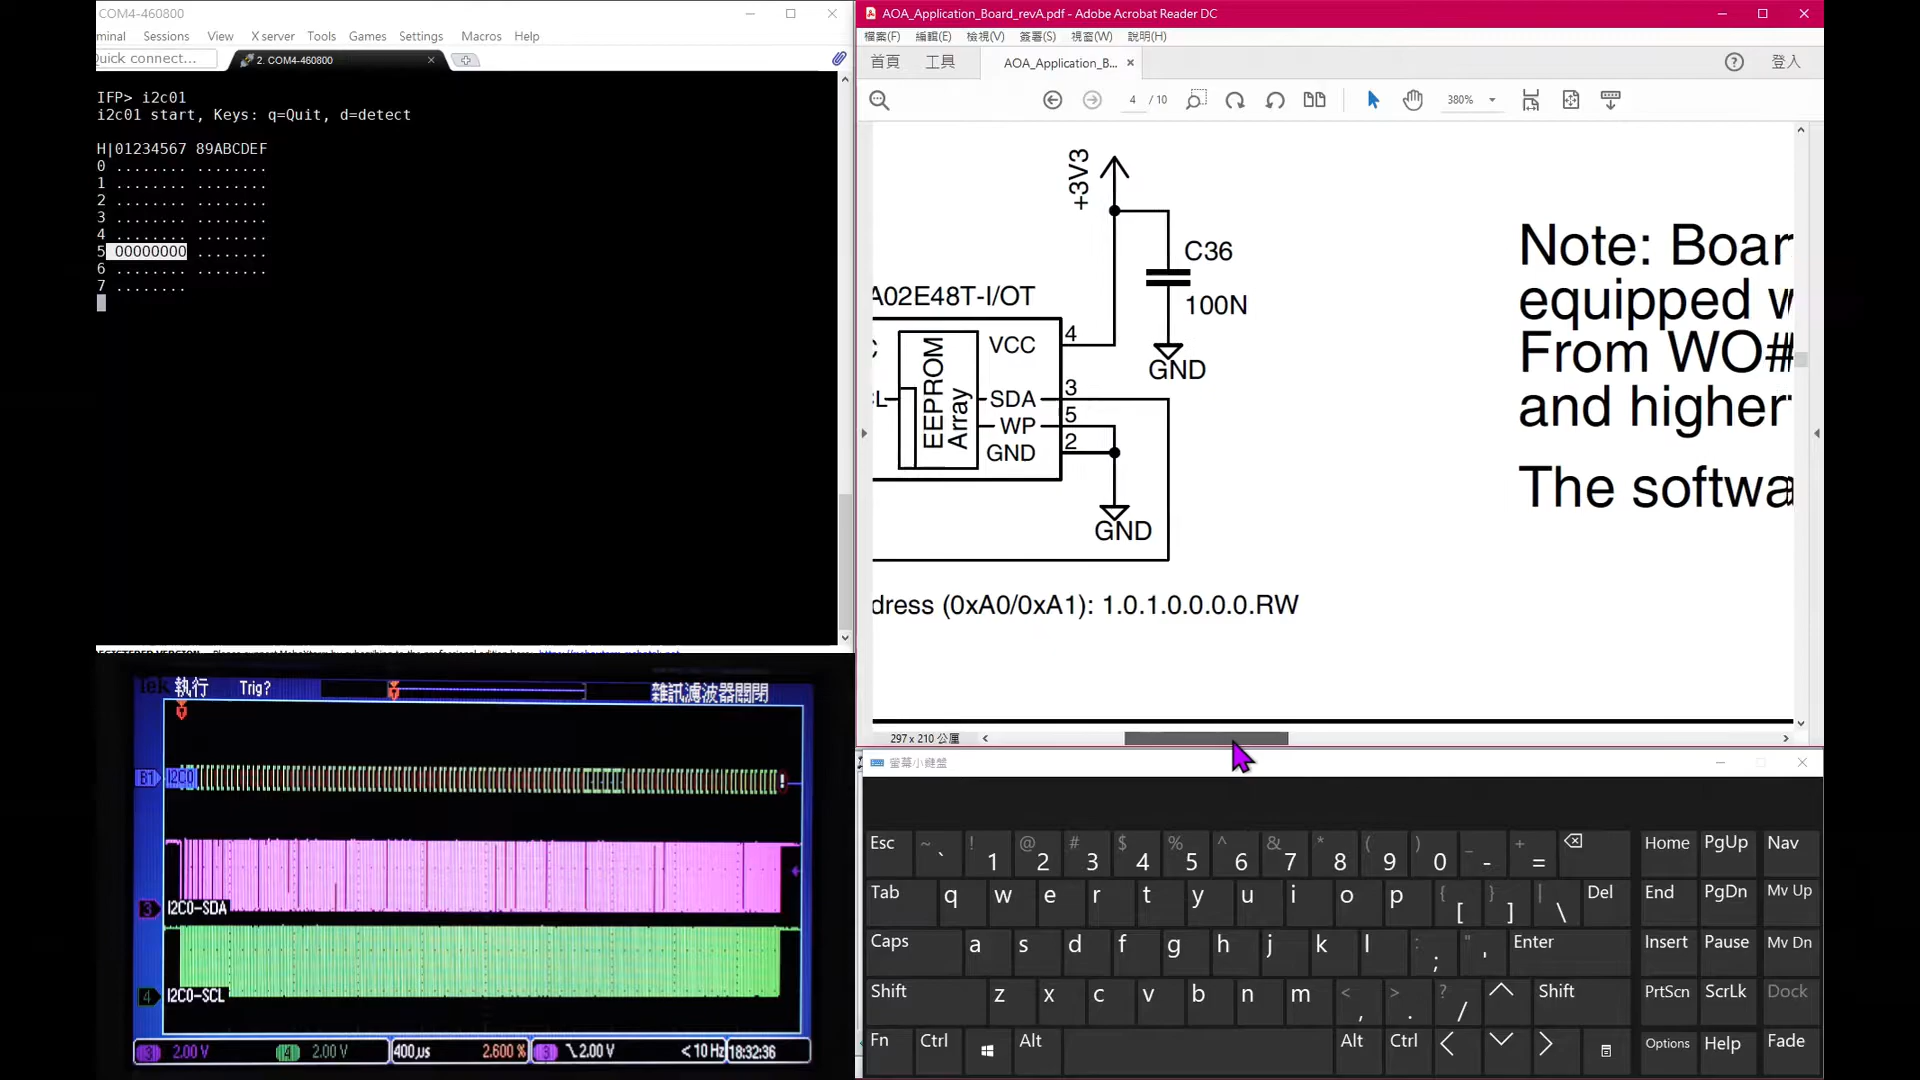 COM4-460800
minal Sessions View X server Tools Games Settings Macros Help
uick connect...
2. COM4-460800
IFP> i2c01
i2c01 start, Keys: q=Quit, d=detect
H|01234567 89ABCDEF
0 ........ ........
1 ........ ........
2 ........ ........
3 ........ ........
4 ........ ........
5 00000000 ........
6 ........ ........
7 ........
Tek 執行 Trig? 雜訊濾波器關閉
B1 I2C0
3 I2C0-SDA
4 I2C0-SCL
3 2.00 V 4 2.00 V 400µs 2.600 % 3 2.00 V <10 Hz 18:32:36
AOA_Application_Board_revA.pdf - Adobe Acrobat Reader DC
檔案(F) 編輯(E) 檢視(V) 簽署(S) 視窗(W) 說明(H)
首頁 工具 AOA_Application_B... 登入
4 / 10 380%
+3V3
C36
100N
GND
A02E48T-I/OT
EEPROM
Array
VCC 4
SDA 3
WP 5
GND 2
GND
dress (0xA0/0xA1): 1.0.1.0.0.0.0.RW
Note: Boar
equipped w
From WO#
and higher
The softwa
297 x 210 公厘
螢幕小鍵盤
Esc ~ ` ! 1 @ 2 # 3 $ 4 % 5 ^ 6 & 7 * 8 ( 9 ) 0 _ - + = Home PgUp Nav
Tab q w e r t y u i o p { [ } ] | \ Del End PgDn Mv Up
Caps a s d f g h j k l : ; " ' Enter Insert Pause Mv Dn
Shift z x c v b n m < , > . ? / Shift PrtScn ScrLk Dock
Fn Ctrl Alt Alt Ctrl Options Help Fade